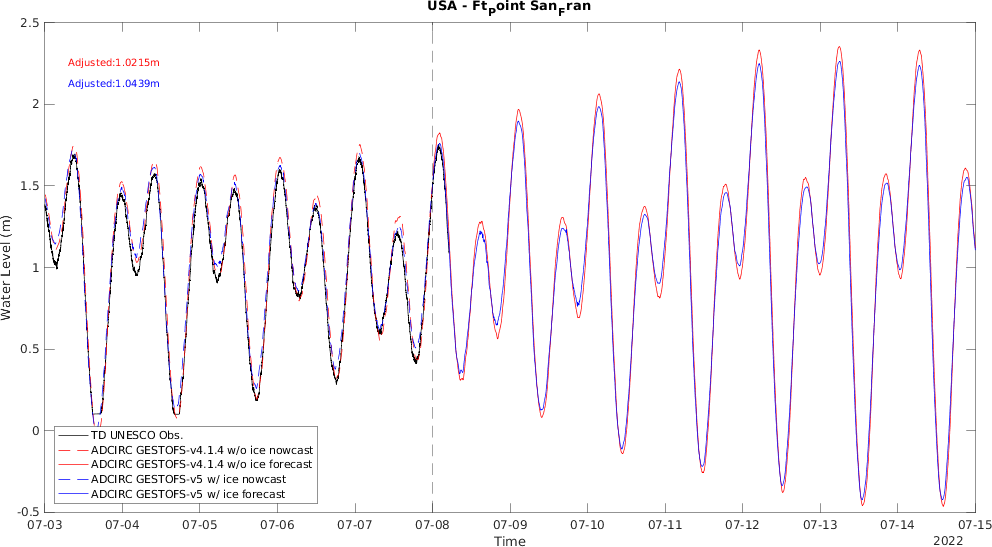 USA - Ft_Point San_Fran
Adjusted:1.0215m
Adjusted:1.0439m
Water Level (m)
2.5
2
1.5
1
0.5
0
-0.5
TD UNESCO Obs.
ADCIRC GESTOFS-v4.1.4 w/o ice nowcast
ADCIRC GESTOFS-v4.1.4 w/o ice forecast
ADCIRC GESTOFS-v5 w/ ice nowcast
ADCIRC GESTOFS-v5 w/ ice forecast
07-03 07-04 07-05 07-06 07-07 07-08 07-09 07-10 07-11 07-12 07-13 07-14 07-15
Time
2022